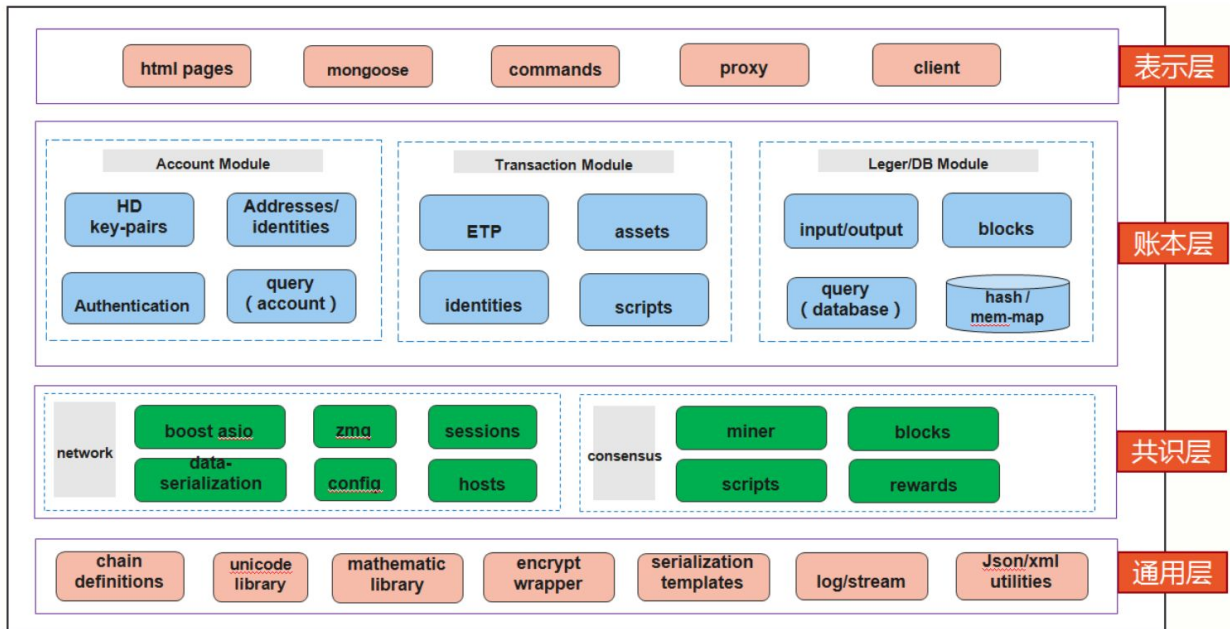 html pages
mongoose
commands
proxy
client
表示层
Account Module
Transaction Module
Leger/DB Module
HD
key-pairs
Addresses/
identities
ETP
assets
input/output
blocks
账本层
Authentication
query
( account )
identities
scripts
query
( database )
hash /
mem-map
network
boost asio
zmq
sessions
data-
serialization
config
hosts
consensus
miner
blocks
scripts
rewards
共识层
chain
definitions
unicode
library
mathematic
library
encrypt
wrapper
serialization
templates
log/stream
Json/xml
utilities
通用层